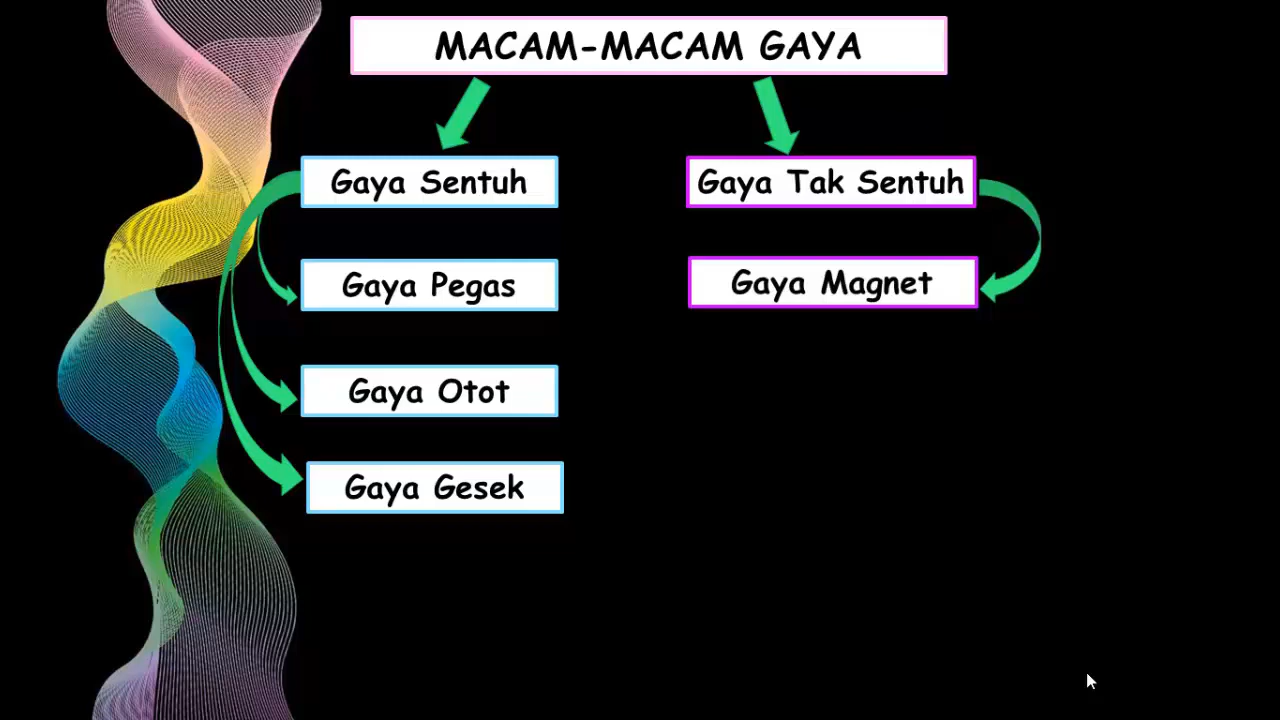 MACAM-MACAM GAYA
Gaya Sentuh
Gaya Tak Sentuh
Gaya Pegas
Gaya Magnet
Gaya Otot
Gaya Gesek